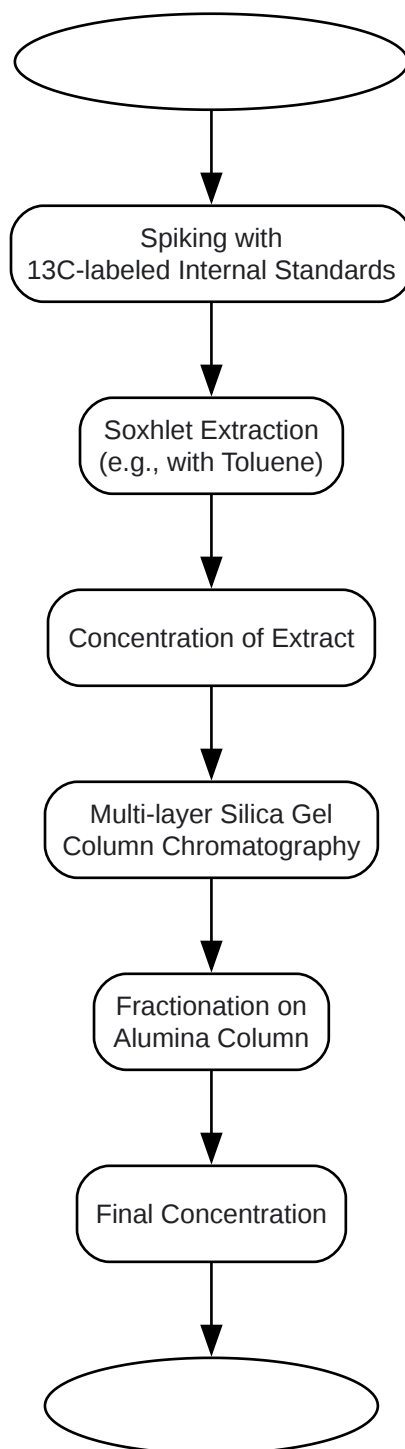 Spiking with
13C-labeled Internal Standards
Soxhlet Extraction
(e.g., with Toluene)
Concentration of Extract
Multi-layer Silica Gel
Column Chromatography
Fractionation on
Alumina Column
Final Concentration